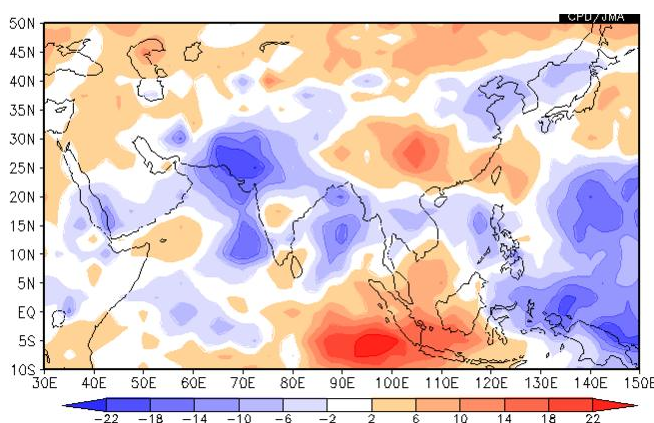 CPD/JMA
50N
45N
40N
35N
30N
25N
20N
15N
10N
5N
EQ
5S
10S
30E 40E 50E 60E 70E 80E 90E 100E 110E 120E 130E 140E 150E
-22 -18 -14 -10 -6 -2 2 6 10 14 18 22